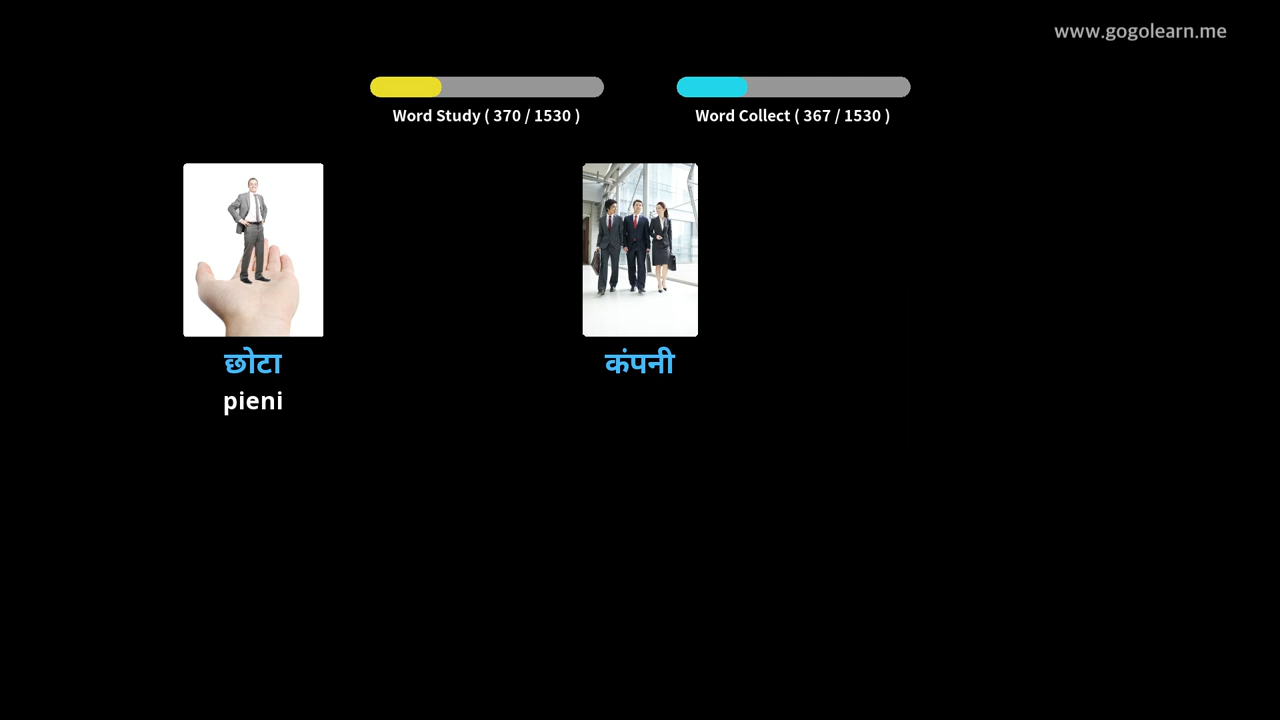 www.gogolearn.me
Word Study ( 370 / 1530 )
Word Collect ( 367 / 1530 )
छोटा
pieni
कंपनी